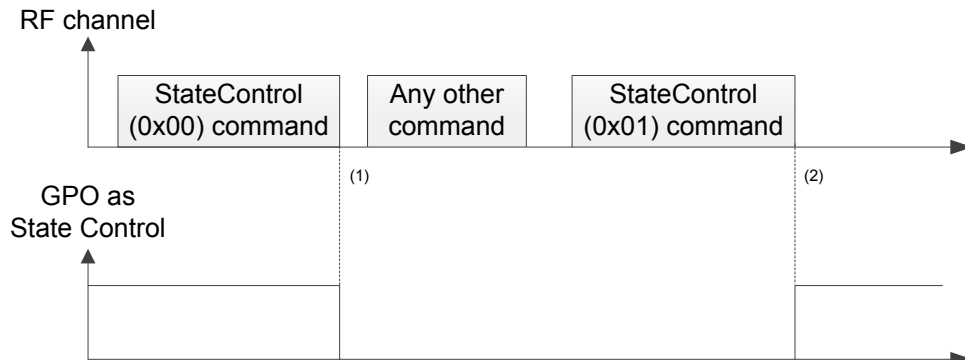 RF channel
StateControl
(0x00) command
Any other
command
StateControl
(0x01) command
(1)
(2)
GPO as
State Control